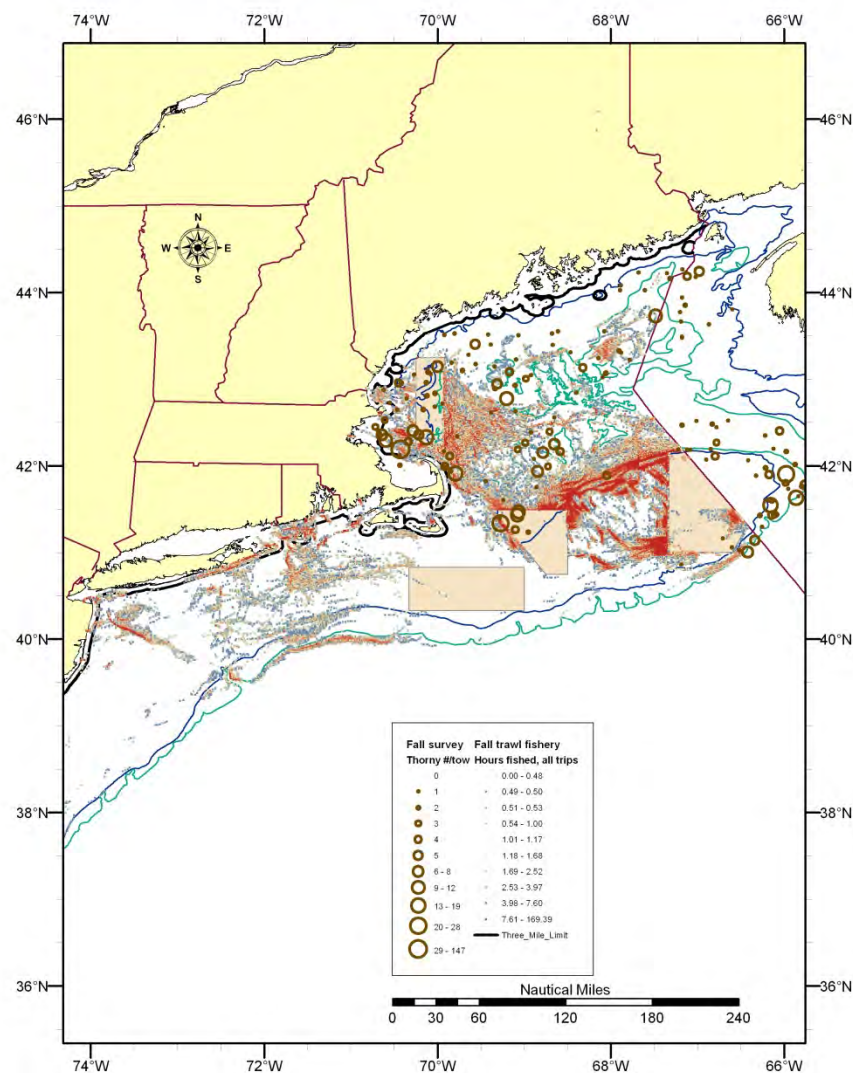 74°W 72°W 70°W 68°W 66°W
46°N 46°N
N
W E
S
44°N 44°N
42°N 42°N
40°N 40°N
38°N 38°N
36°N 36°N
Fall survey Fall trawl fishery
Thorny #/tow Hours fished, all trips
0 0.00 - 0.48
1 0.49 - 0.50
2 0.51 - 0.53
3 0.54 - 1.00
4 1.01 - 1.17
5 1.18 - 1.68
6 - 8 1.69 - 2.52
9 - 12 2.53 - 3.97
13 - 19 3.98 - 7.60
20 - 28 7.61 - 169.39
29 - 147 Three_Mile_Limit
Nautical Miles
0 30 60 120 180 240
74°W 72°W 70°W 68°W 66°W